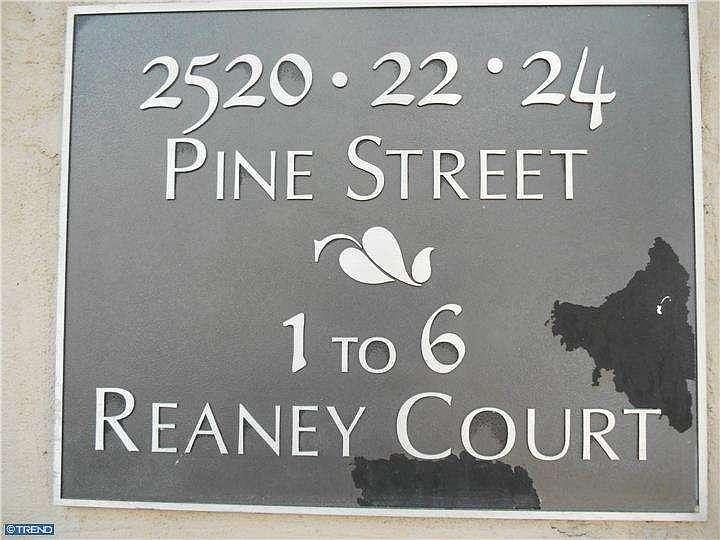 2520 • 22 • 24
PINE STREET
1 TO 6
REANEY COURT
©TREND